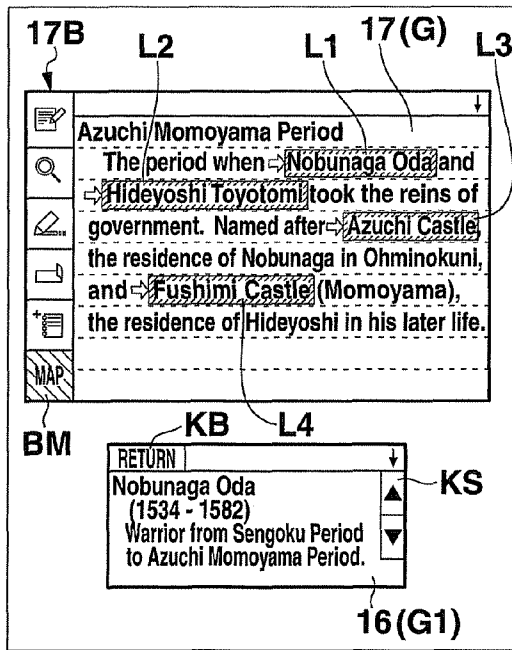 17B
L2
L1
17(G)
L3
↓
Azuchi Momoyama Period
The period when ⇨Nobunaga Oda and
⇨Hideyoshi Toyotomi took the reins of
government. Named after⇨Azuchi Castle,
the residence of Nobunaga in Ohminokuni,
and ⇨Fushimi Castle (Momoyama),
the residence of Hideyoshi in his later life.
MAP
BM
KB
L4
RETURN
↓
KS
Nobunaga Oda
(1534 - 1582)
Warrior from Sengoku Period
to Azuchi Momoyama Period.
▲
▼
16(G1)